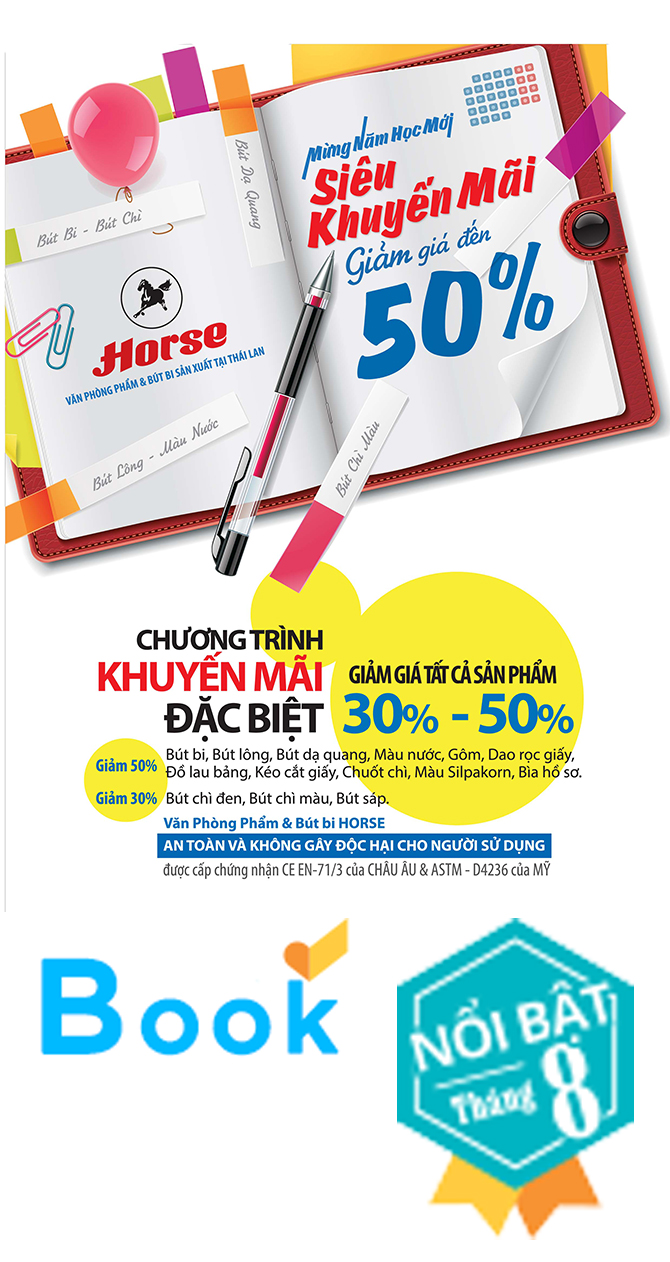 Bút Bi - Bút Chì
Bút Dạ Quang
Horse
VĂN PHÒNG PHẨM & BÚT BI SẢN XUẤT TẠI THÁI LAN
Bút Lông - Màu Nước
Mừng Năm Học Mới
Siêu
Khuyến Mãi
Giảm giá đến
50%
Bút Chì Màu
CHƯƠNG TRÌNH
KHUYẾN MÃI
ĐẶC BIỆT
GIẢM GIÁ TẤT CẢ SẢN PHẨM
30% - 50%
Giảm 50% Bút bi, Bút lông, Bút dạ quang, Màu nước, Gôm, Dao rọc giấy,
Đồ lau bảng, Kéo cắt giấy, Chuốt chì, Màu Silpakorn, Bìa hồ sơ.
Giảm 30% Bút chì đen, Bút chì màu, Bút sáp.
Văn Phòng Phẩm & Bút bi HORSE
AN TOÀN VÀ KHÔNG GÂY ĐỘC HẠI CHO NGƯỜI SỬ DỤNG
được cấp chứng nhận CE EN-71/3 của CHÂU ÂU & ASTM - D4236 của MỸ
Book
NỔI BẬT
Tháng 8